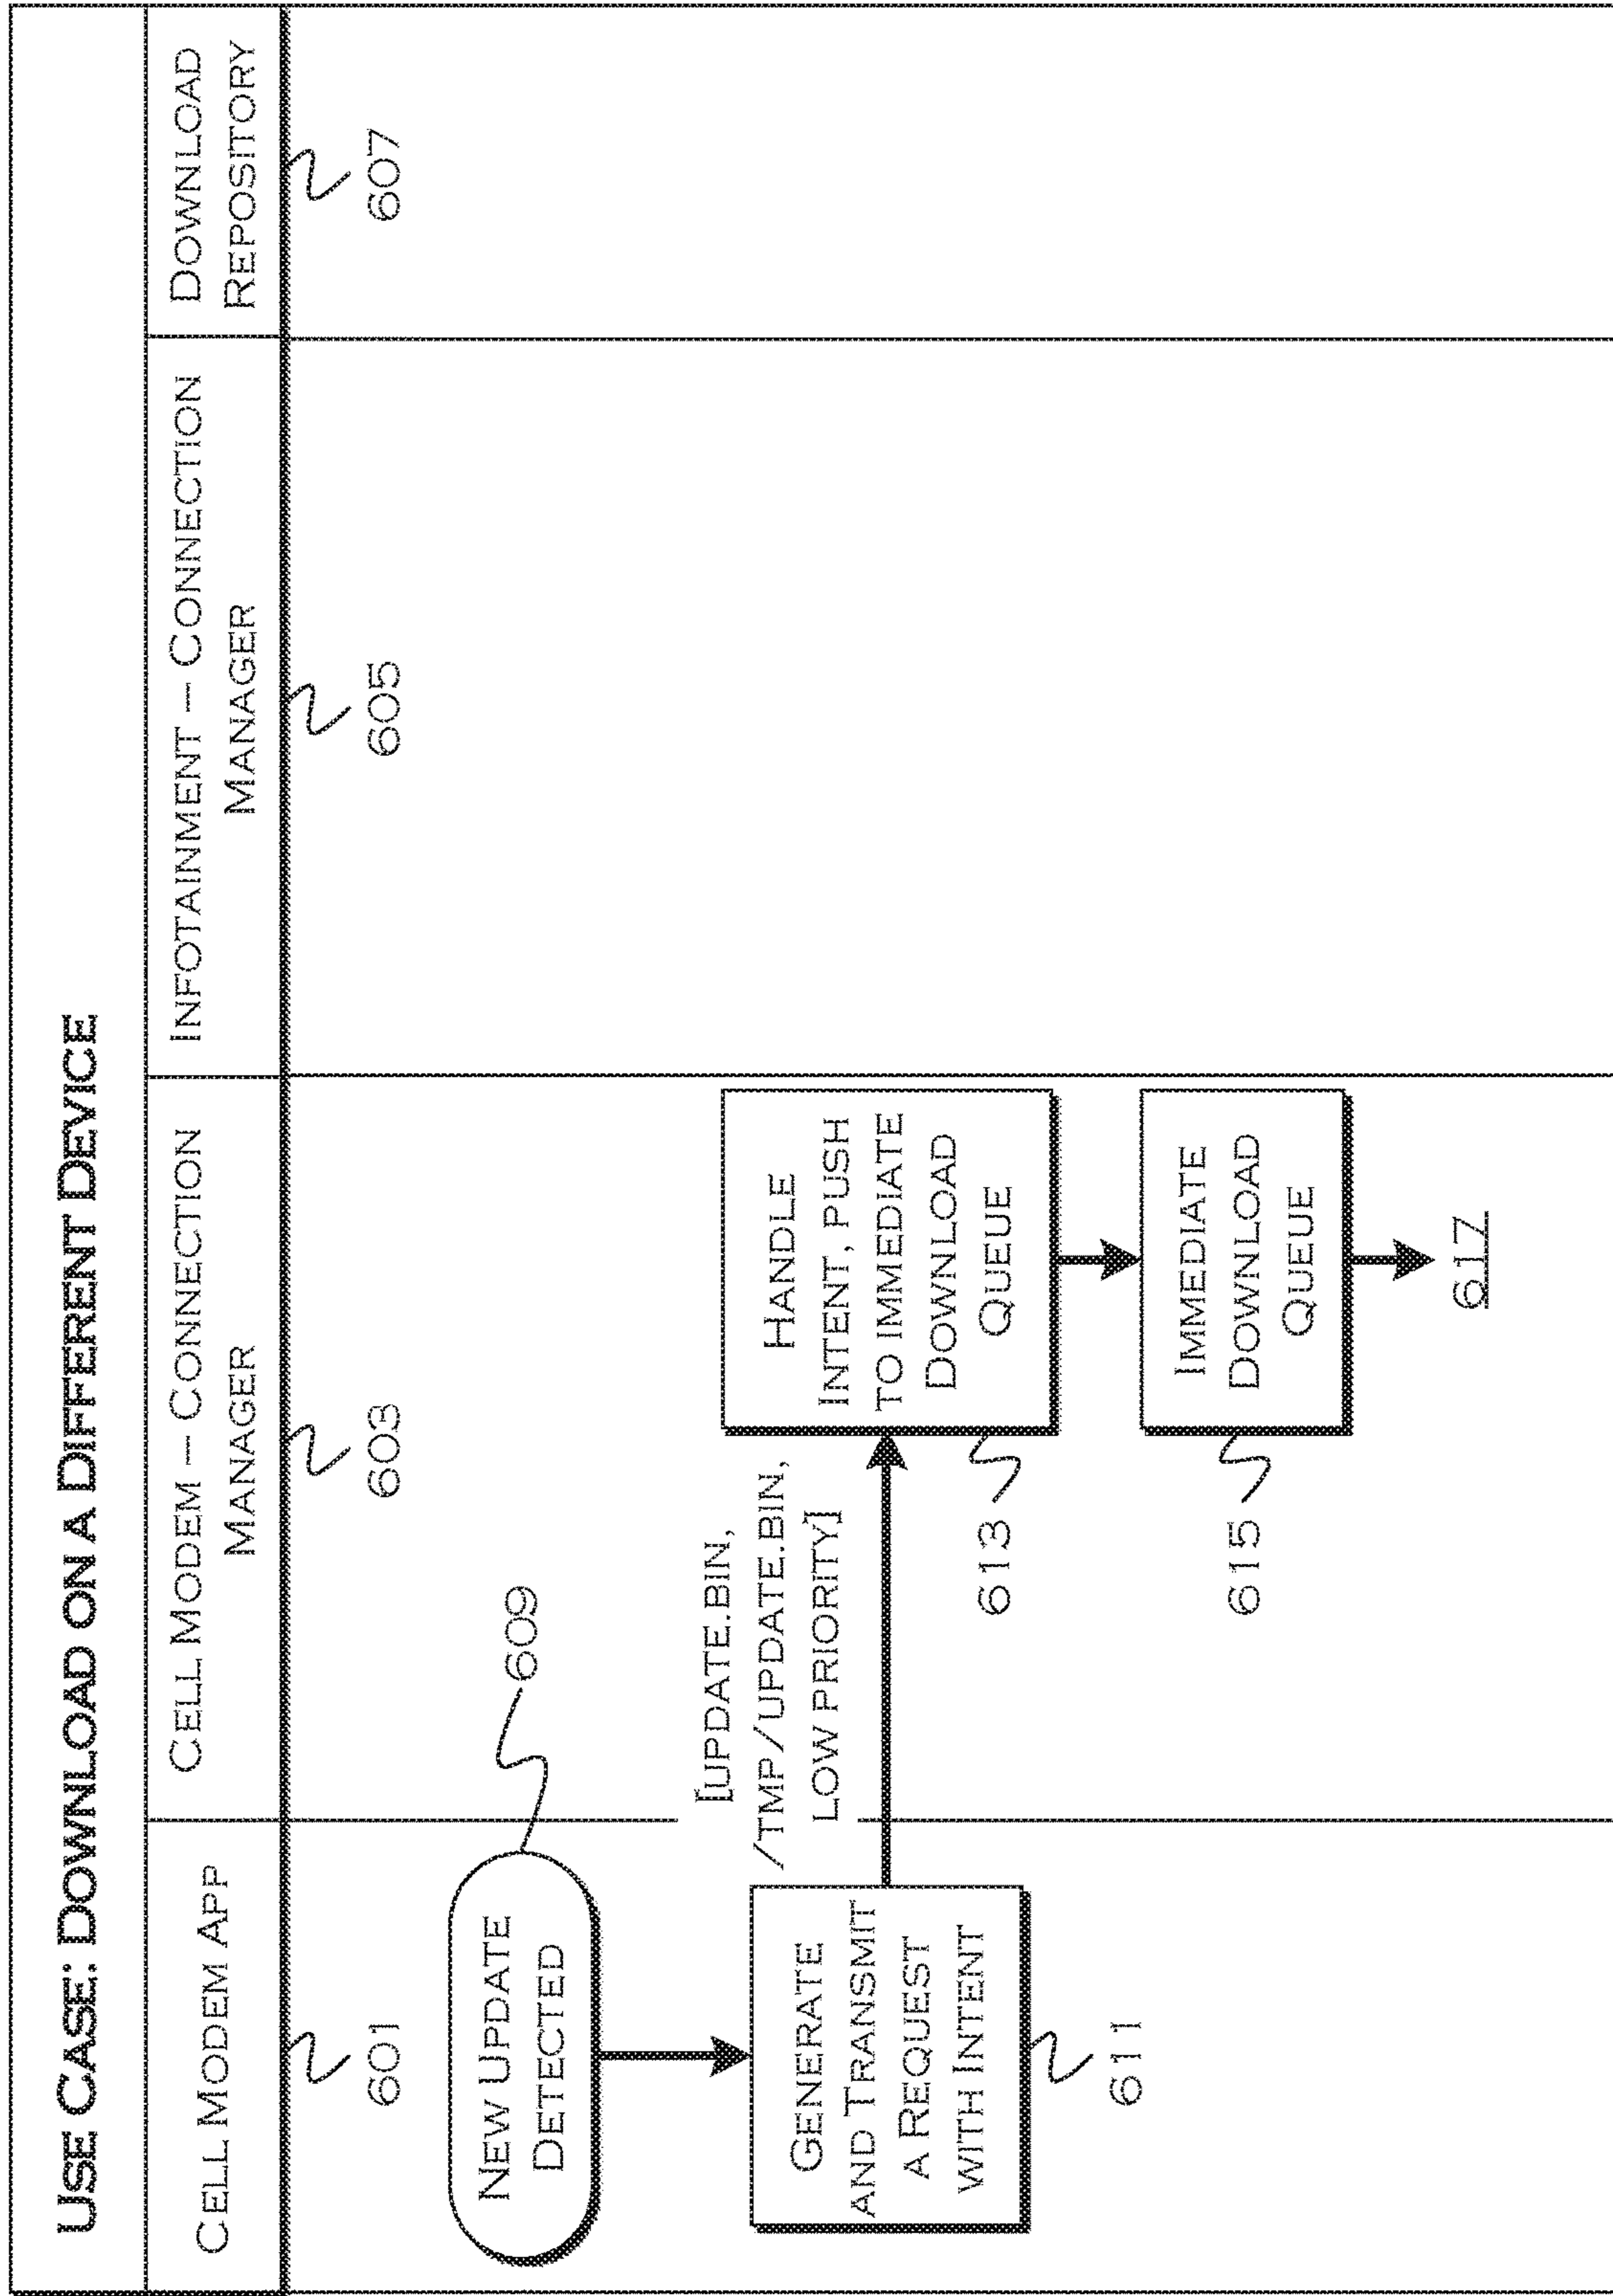 USE CASE: DOWNLOAD ON A DIFFERENT DEVICE
CELL MODEM APP
CELL MODEM – CONNECTION
MANAGER
INFOTAINMENT – CONNECTION
MANAGER
DOWNLOAD
REPOSITORY
601
603
605
607
NEW UPDATE
DETECTED
609
GENERATE
AND TRANSMIT
A REQUEST
WITH INTENT
611
[UPDATE.BIN,
/TMP/UPDATE.BIN,
LOW PRIORITY]
HANDLE
INTENT, PUSH
TO IMMEDIATE
DOWNLOAD
QUEUE
613
IMMEDIATE
DOWNLOAD
QUEUE
615
617